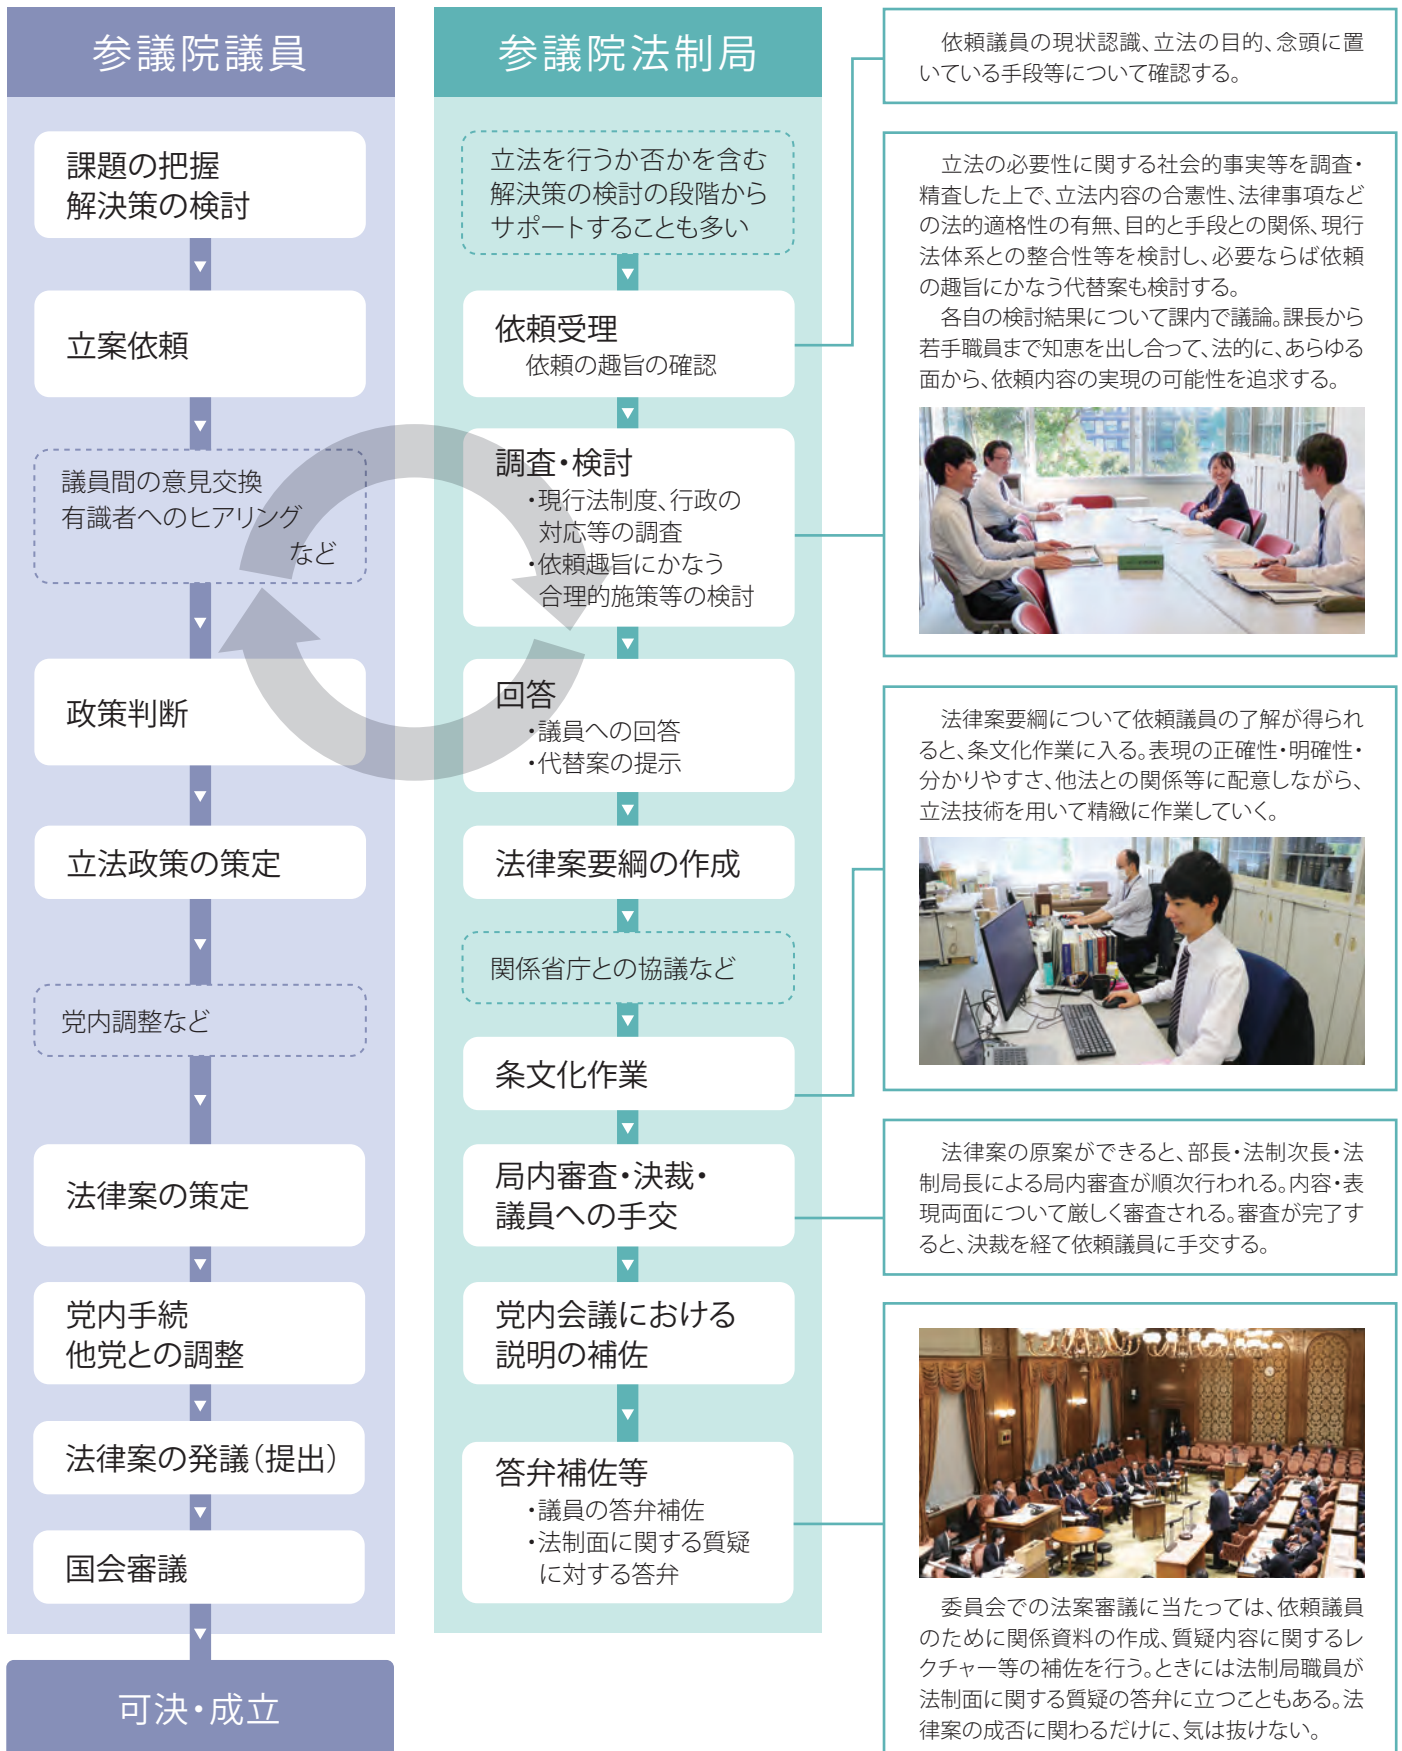 参議院議員
課題の把握
解決策の検討
立案依頼
議員間の意見交換
有識者へのヒアリング
など
政策判断
立法政策の策定
党内調整など
法律案の策定
党内手続
他党との調整
法律案の発議（提出）
国会審議
可決・成立
参議院法制局
立法を行うか否かを含む
解決策の検討の段階から
サポートすることも多い
依頼受理
依頼の趣旨の確認
調査・検討
・現行法制度、行政の
対応等の調査
・依頼趣旨にかなう
合理的施策等の検討
回答
・議員への回答
・代替案の提示
法律案要綱の作成
関係省庁との協議など
条文化作業
局内審査・決裁・
議員への手交
党内会議における
説明の補佐
答弁補佐等
・議員の答弁補佐
・法制面に関する質疑
に対する答弁
依頼議員の現状認識、立法の目的、念頭に置
いている手段等について確認する。
立法の必要性に関する社会的事実等を調査・
精査した上で、立法内容の合憲性、法律事項など
の法的適格性の有無、目的と手段との関係、現行
法体系との整合性等を検討し、必要ならば依頼
の趣旨にかなう代替案も検討する。
各自の検討結果について課内で議論。課長から
若手職員まで知恵を出し合って、法的に、あらゆる
面から、依頼内容の実現の可能性を追求する。
法律案要綱について依頼議員の了解が得られ
ると、条文化作業に入る。表現の正確性・明確性・
分かりやすさ、他法との関係等に配意しながら、
立法技術を用いて精緻に作業していく。
法律案の原案ができると、部長・法制次長・法
制局長による局内審査が順次行われる。内容・表
現両面について厳しく審査される。審査が完了す
ると、決裁を経て依頼議員に手交する。
委員会での法案審議に当たっては、依頼議員
のために関係資料の作成、質疑内容に関するレ
クチャー等の補佐を行う。ときには法制局職員が
法制面に関する質疑の答弁に立つこともある。法
律案の成否に関わるだけに、気は抜けない。